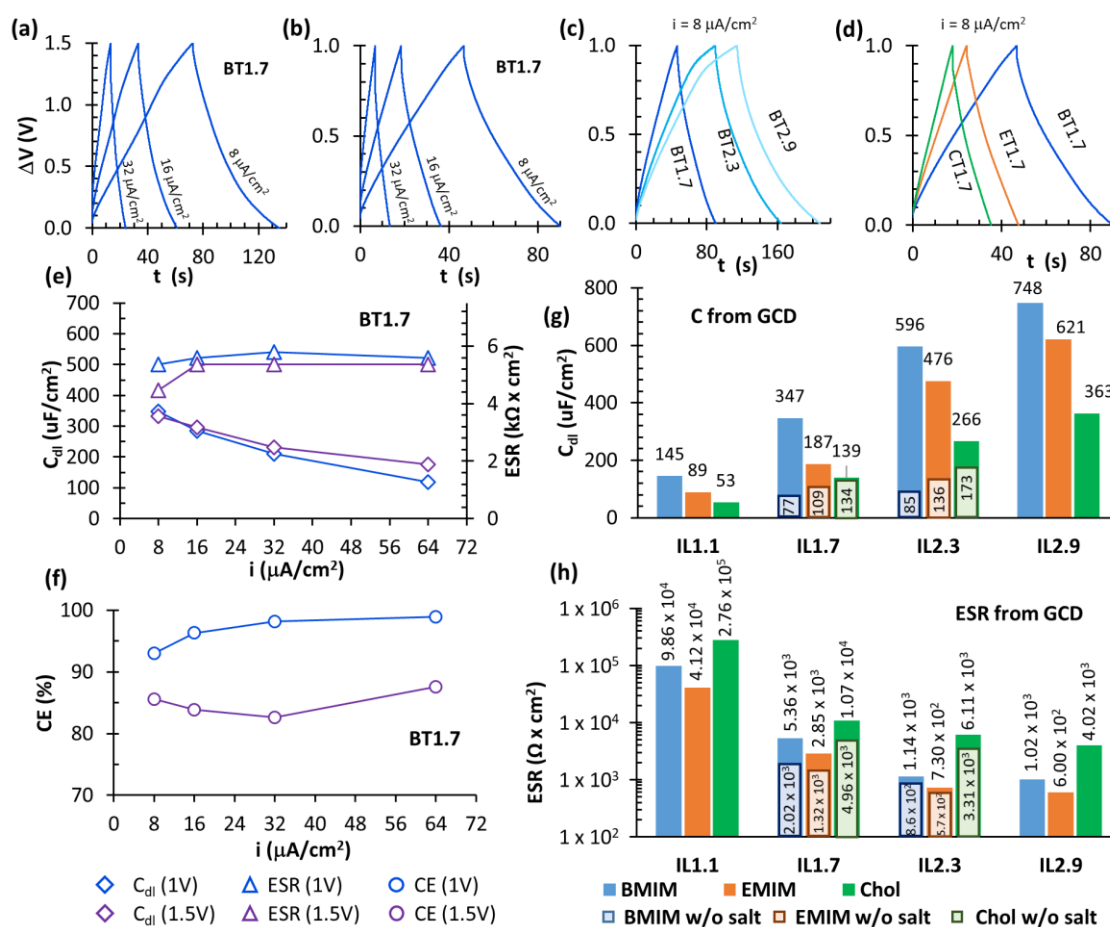 (a)
1.5
1.0
0.5
0.0
ΔV (V)
BT1.7
32 μA/cm²
16 μA/cm²
8 μA/cm²
0 40 80 120
t (s)
(b)
1.0
0.5
0.0
BT1.7
32 μA/cm²
16 μA/cm²
8 μA/cm²
0 20 40 60 80
t (s)
(c)
i = 8 μA/cm²
1.0
0.5
0.0
BT1.7
BT2.3
BT2.9
0 80 160
t (s)
(d)
i = 8 μA/cm²
1.0
0.5
0.0
CT1.7
ET1.7
BT1.7
0 20 40 60 80
t (s)
(e)
BT1.7
700
600
500
400
300
200
100
0
C_dl (uF/cm²)
6
4
2
0
ESR (kΩ x cm²)
0 8 16 24 32 40 48 56 64 72
i (μA/cm²)
(f)
100
90
80
70
CE (%)
BT1.7
0 8 16 24 32 40 48 56 64 72
i (μA/cm²)
C_dl (1V) ESR (1V) CE (1V)
C_dl (1.5V) ESR (1.5V) CE (1.5V)
(g)
C from GCD
800
600
400
200
0
C_dl (uF/cm²)
145 89 53
347 187 139
77 109 134
596 476 266
85 136 173
748 621 363
IL1.1 IL1.7 IL2.3 IL2.9
(h)
ESR from GCD
1 x 10⁶
1 x 10⁵
1 x 10⁴
1 x 10³
1 x 10²
ESR (Ω x cm²)
9.86 x 10⁴ 4.12 x 10⁴ 2.76 x 10⁵
5.36 x 10³ 2.85 x 10³ 1.07 x 10⁴
2.02 x 10³ 1.32 x 10³ 4.96 x 10³
1.14 x 10³ 7.30 x 10² 6.11 x 10³
8.6 x 10² 5.7 x 10² 3.31 x 10³
1.02 x 10³ 6.00 x 10² 4.02 x 10³
IL1.1 IL1.7 IL2.3 IL2.9
BMIM EMIM Chol
BMIM w/o salt EMIM w/o salt Chol w/o salt